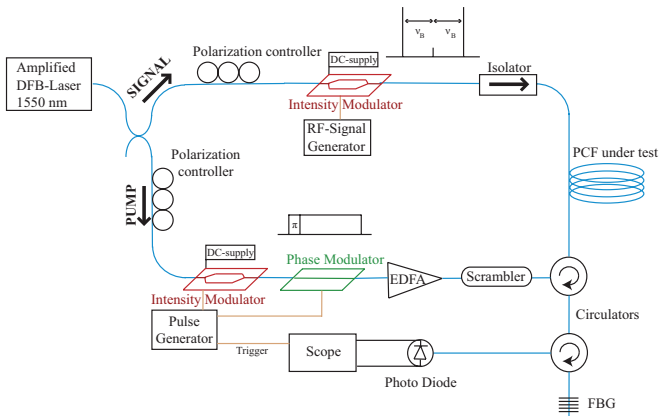 ν_B ν_B
Polarization controller
DC-supply
Amplified
DFB-Laser
1550 nm
SIGNAL
Isolator
Intensity Modulator
RF-Signal
Generator
Polarization
controller
PCF under test
PUMP
π
DC-supply
Phase Modulator
EDFA
Scrambler
Intensity Modulator
Circulators
Pulse
Generator
Trigger
Scope
Photo Diode
FBG